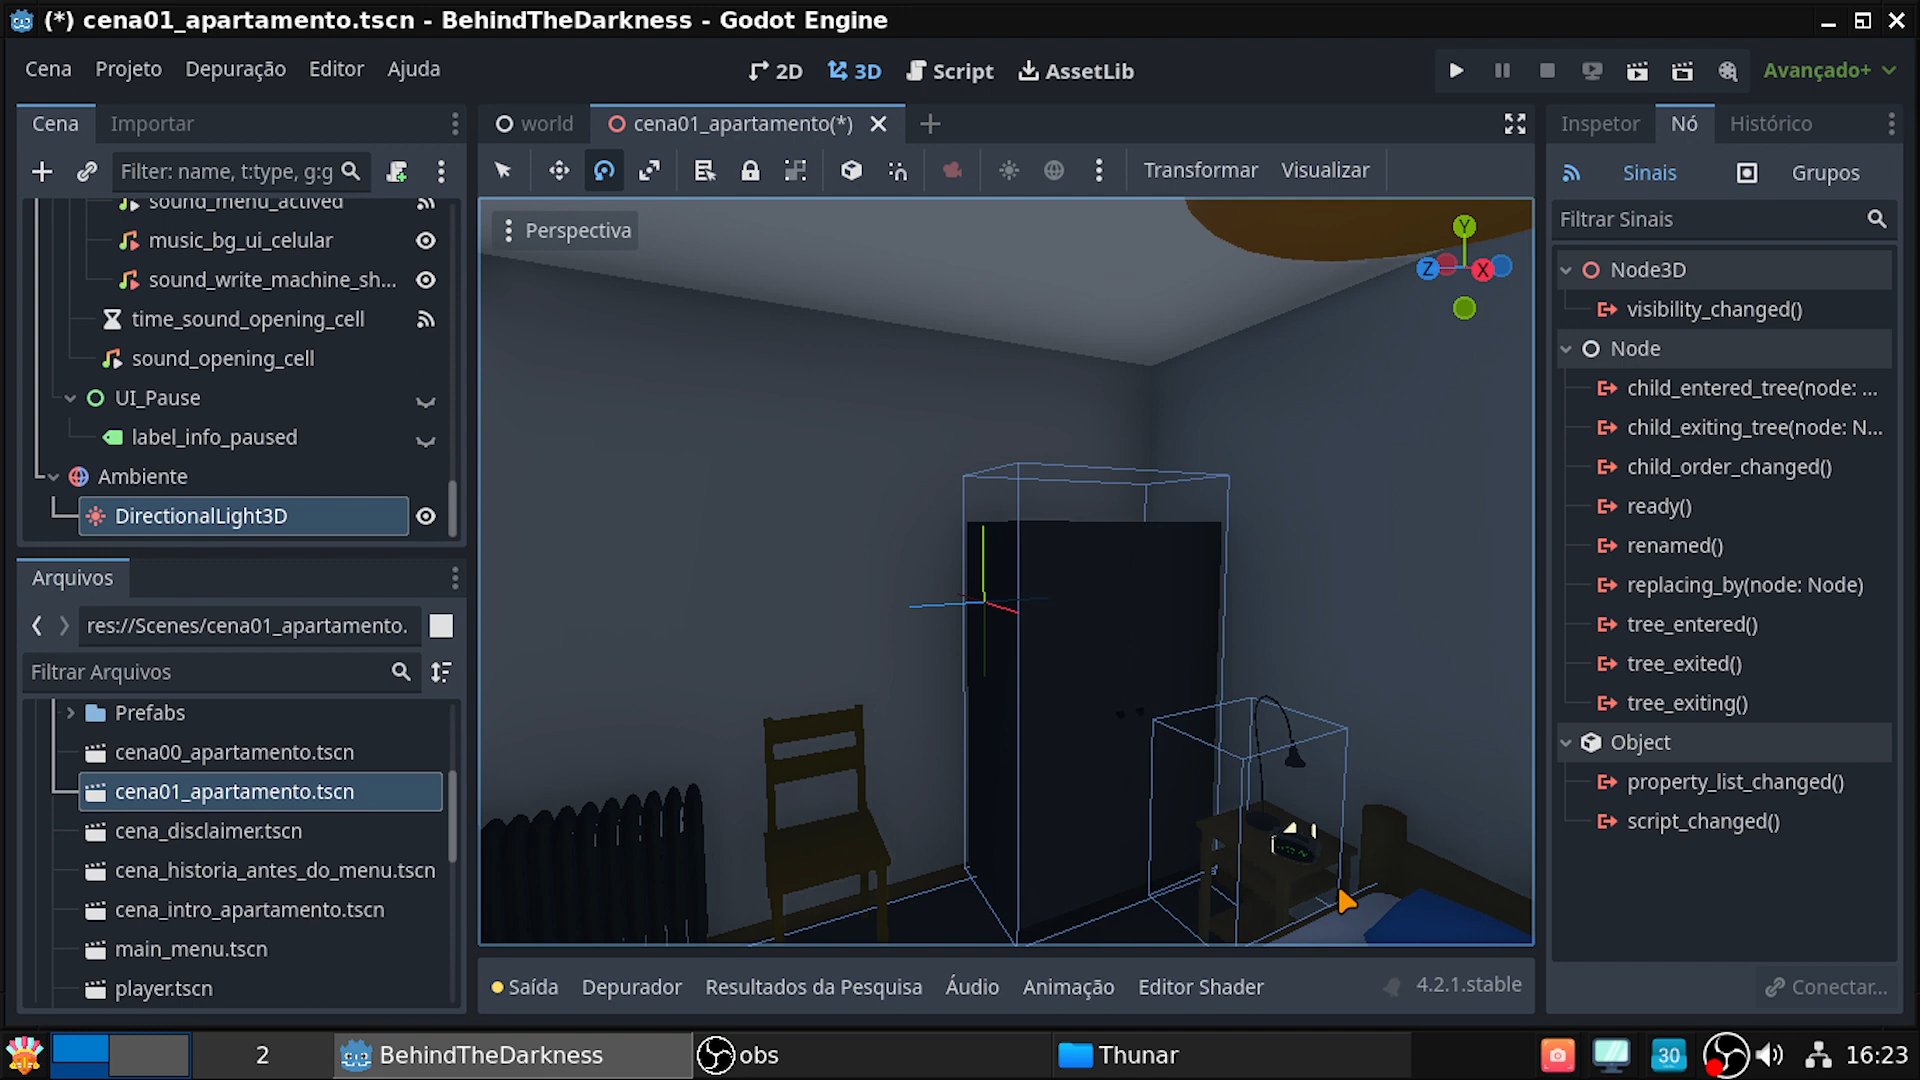 (*) cena01_apartamento.tscn - BehindTheDarkness - Godot Engine
Cena Projeto Depuração Editor Ajuda
2D 3D Script AssetLib
Avançado+
Cena Importar
Filter: name, t:type, g:g
sound_menu_actived
music_bg_ui_celular
sound_write_machine_sh...
time_sound_opening_cell
sound_opening_cell
UI_Pause
label_info_paused
Ambiente
DirectionalLight3D
Arquivos
res://Scenes/cena01_apartamento.
Filtrar Arquivos
Prefabs
cena00_apartamento.tscn
cena01_apartamento.tscn
cena_disclaimer.tscn
cena_historia_antes_do_menu.tscn
cena_intro_apartamento.tscn
main_menu.tscn
player.tscn
world cena01_apartamento(*)
Transformar Visualizar
Perspectiva
Y
Z X
Saída Depurador Resultados da Pesquisa Áudio Animação Editor Shader 4.2.1.stable
Inspetor Nó Histórico
Sinais Grupos
Filtrar Sinais
Node3D
visibility_changed()
Node
child_entered_tree(node: ...
child_exiting_tree(node: N...
child_order_changed()
ready()
renamed()
replacing_by(node: Node)
tree_entered()
tree_exited()
tree_exiting()
Object
property_list_changed()
script_changed()
Conectar...
2 BehindTheDarkness obs Thunar 30 16:23